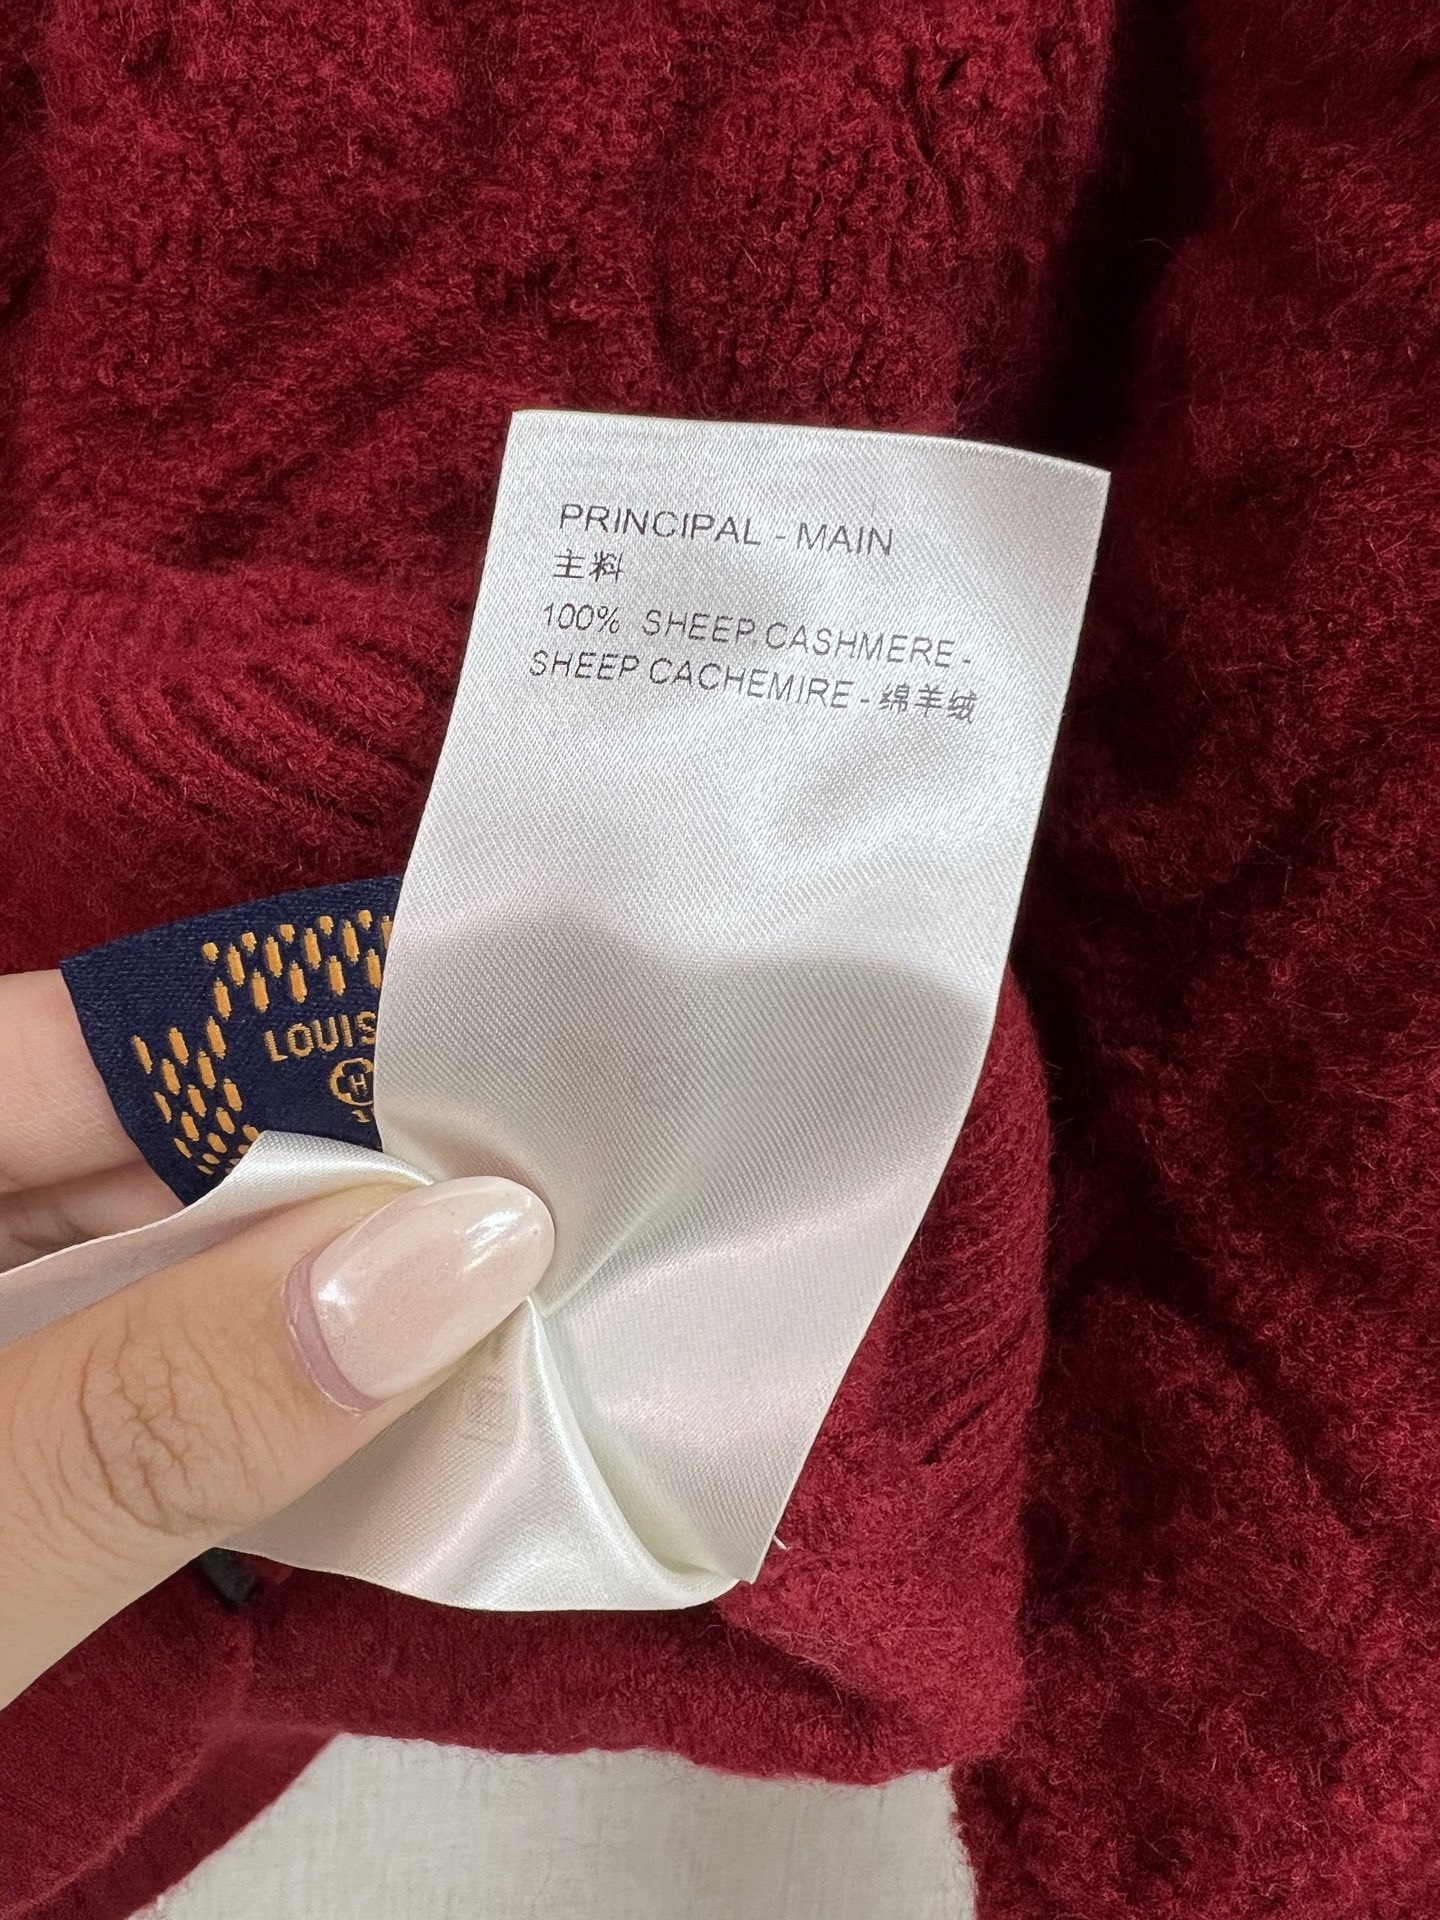 PRINCIPAL - MAIN
主料
100% SHEEP CASHMERE -
SHEEP CACHEMIRE - 绵羊绒
LOUIS
H